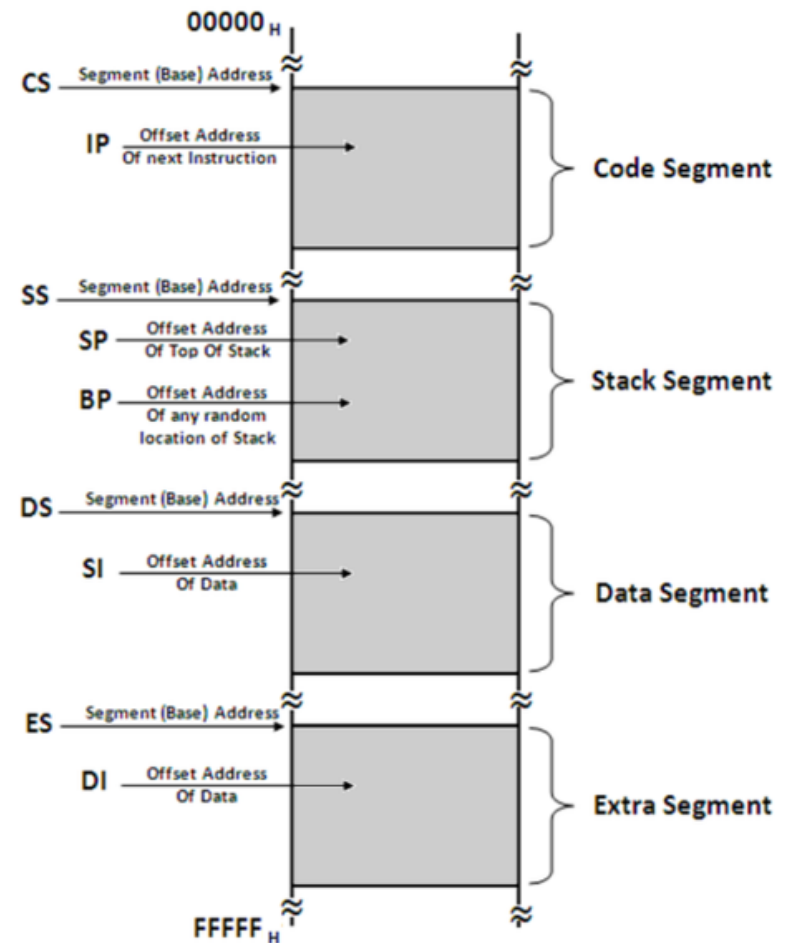 00000 H
CS Segment (Base) Address
IP Offset Address
Of next Instruction
Code Segment
SS Segment (Base) Address
SP Offset Address
Of Top Of Stack
BP Offset Address
Of any random
location of Stack
Stack Segment
DS Segment (Base) Address
SI Offset Address
Of Data
Data Segment
ES Segment (Base) Address
DI Offset Address
Of Data
Extra Segment
FFFFF H